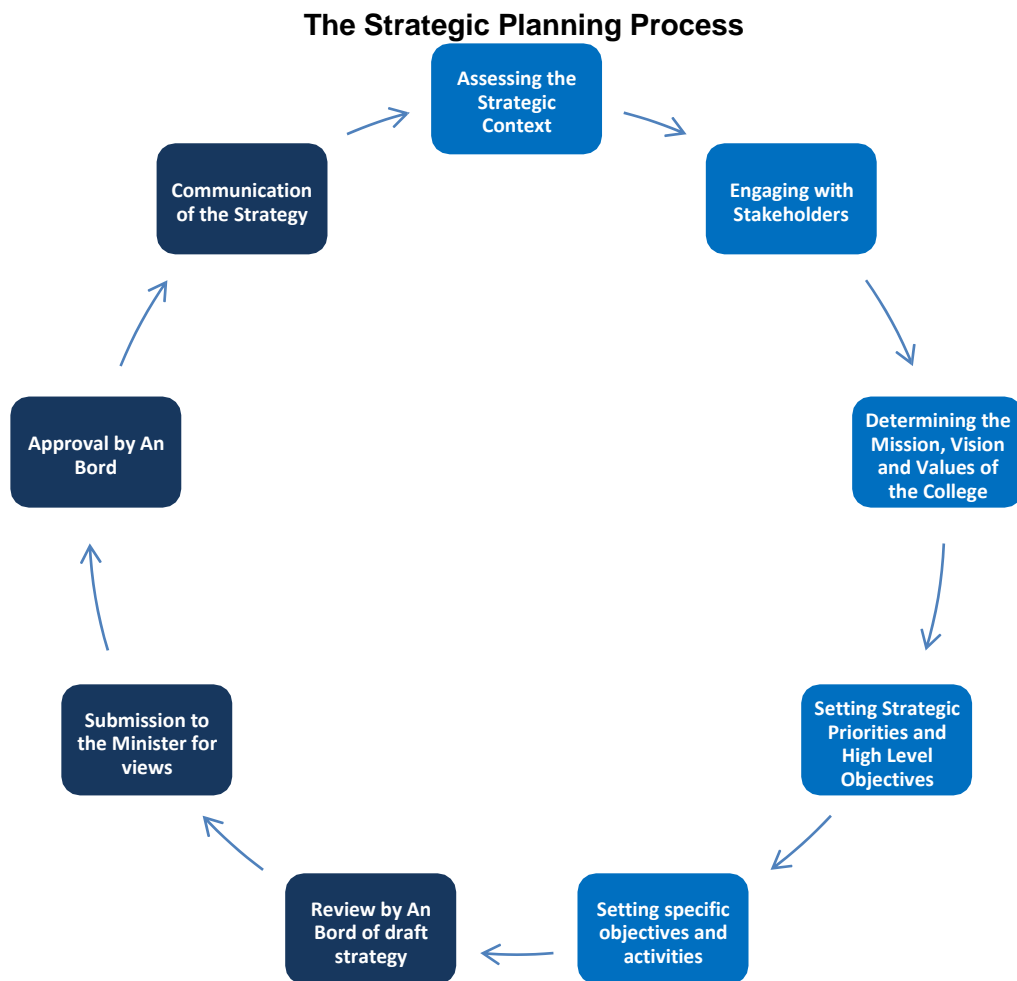 The Strategic Planning Process
Assessing the
Strategic
Context
Engaging with
Stakeholders
Determining the
Mission, Vision
and Values of
the College
Setting Strategic
Priorities and
High Level
Objectives
Setting specific
objectives and
activities
Review by An
Bord of draft
strategy
Submission to
the Minister for
views
Approval by An
Bord
Communication
of the Strategy